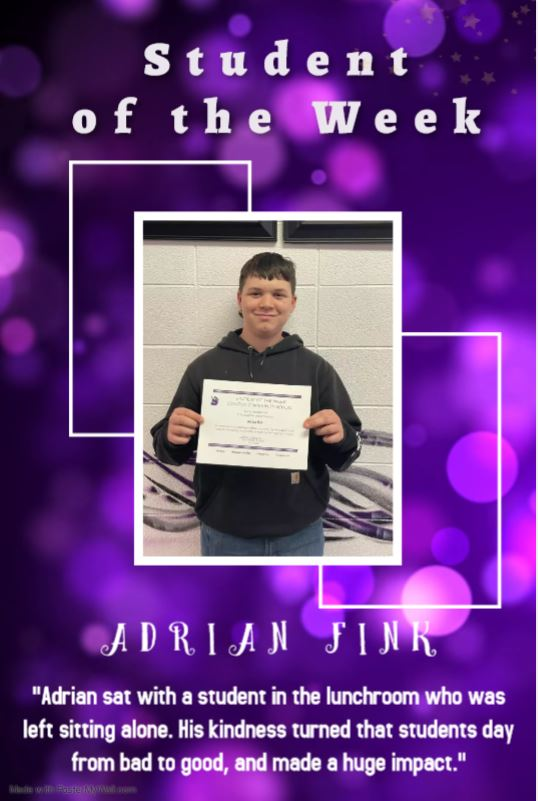 Student
of the Week
ADRIAN FINK
"Adrian sat with a student in the lunchroom who was
left sitting alone. His kindness turned that students day
from bad to good, and made a huge impact."
Made with PosterMyWall.com